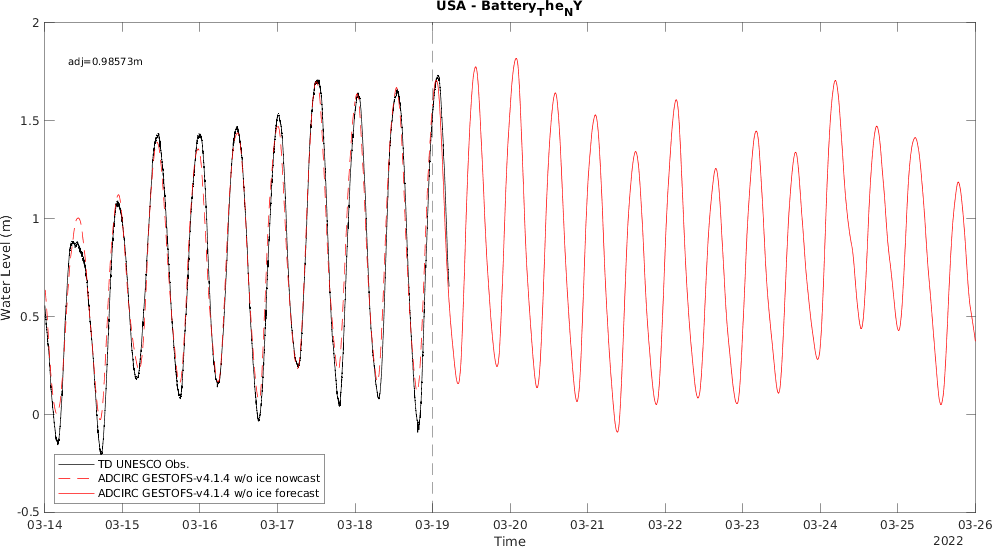 USA - Battery_The_NY
adj=0.98573m
Water Level (m)
2
1.5
1
0.5
0
-0.5
TD UNESCO Obs.
ADCIRC GESTOFS-v4.1.4 w/o ice nowcast
ADCIRC GESTOFS-v4.1.4 w/o ice forecast
03-14 03-15 03-16 03-17 03-18 03-19 03-20 03-21 03-22 03-23 03-24 03-25 03-26
Time
2022